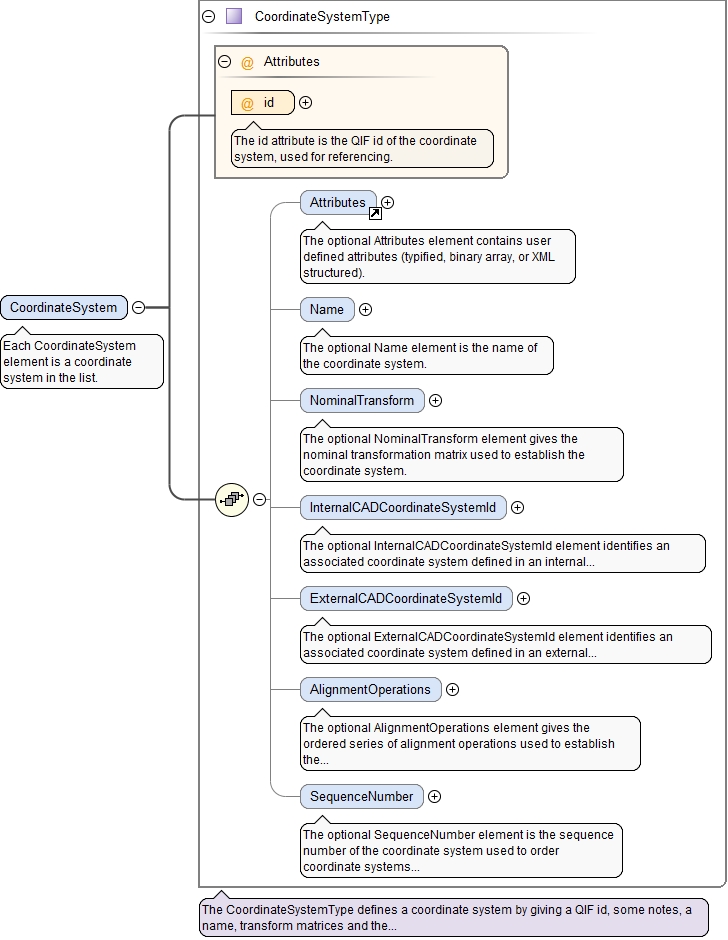 CoordinateSystemType
@ Attributes
@ id
The id attribute is the QIF id of the coordinate
system, used for referencing.
Attributes
The optional Attributes element contains user
defined attributes (typified, binary array, or XML
structured).
CoordinateSystem
Each CoordinateSystem
element is a coordinate
system in the list.
Name
The optional Name element is the name of
the coordinate system.
NominalTransform
The optional NominalTransform element gives the
nominal transformation matrix used to establish the
coordinate system.
InternalCADCoordinateSystemId
The optional InternalCADCoordinateSystemId element identifies an
associated coordinate system defined in an internal...
ExternalCADCoordinateSystemId
The optional ExternalCADCoordinateSystemId element identifies an
associated coordinate system defined in an external...
AlignmentOperations
The optional AlignmentOperations element gives the
ordered series of alignment operations used to establish
the...
SequenceNumber
The optional SequenceNumber element is the sequence
number of the coordinate system used to order
coordinate systems...
The CoordinateSystemType defines a coordinate system by giving a QIF id, some notes, a
name, transform matrices and the...